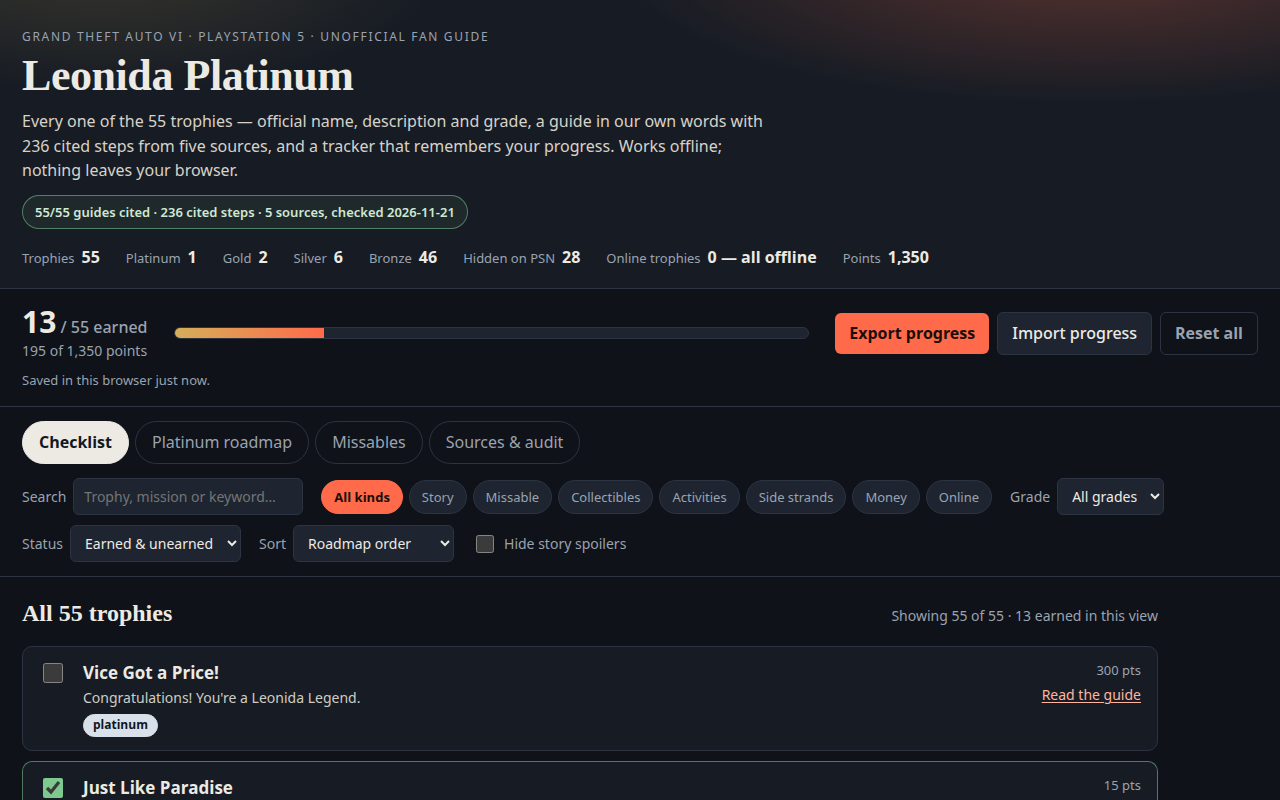 GRAND THEFT AUTO VI · PLAYSTATION 5 · UNOFFICIAL FAN GUIDE
Leonida Platinum
Every one of the 55 trophies — official name, description and grade, a guide in our own words with
236 cited steps from five sources, and a tracker that remembers your progress. Works offline;
nothing leaves your browser.
55/55 guides cited · 236 cited steps · 5 sources, checked 2026-11-21
Trophies 55 Platinum 1 Gold 2 Silver 6 Bronze 46 Hidden on PSN 28 Online trophies 0 — all offline Points 1,350
13 / 55 earned
195 of 1,350 points
Saved in this browser just now.
Export progress Import progress Reset all
Checklist Platinum roadmap Missables Sources & audit
Search Trophy, mission or keyword... All kinds Story Missable Collectibles Activities Side strands Money Online Grade All grades
Status Earned & unearned Sort Roadmap order Hide story spoilers
All 55 trophies Showing 55 of 55 · 13 earned in this view
Vice Got a Price! 300 pts
Congratulations! You're a Leonida Legend. Read the guide
platinum
Just Like Paradise 15 pts